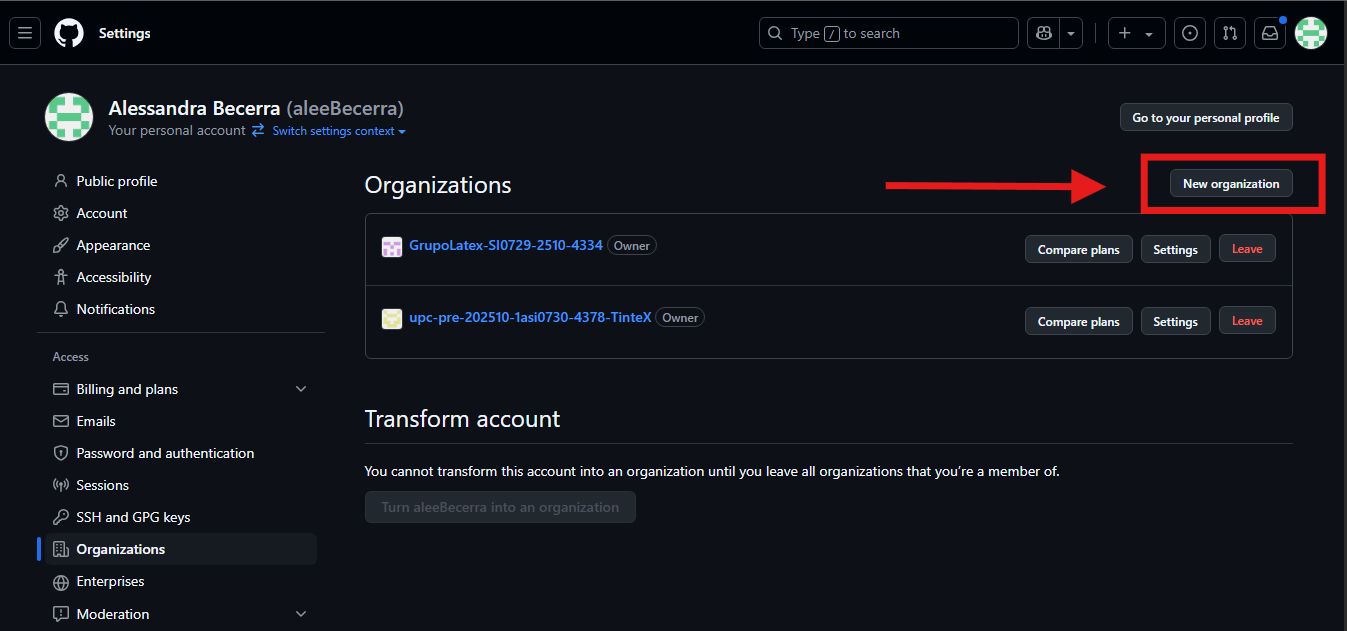 Settings
Type / to search
Alessandra Becerra (aleeBecerra)
Your personal account Switch settings context
Go to your personal profile
Public profile
Account
Appearance
Accessibility
Notifications
Access
Billing and plans
Emails
Password and authentication
Sessions
SSH and GPG keys
Organizations
Enterprises
Moderation
Organizations
New organization
GrupoLatex-SI0729-2510-4334 Owner
Compare plans Settings Leave
upc-pre-202510-1asi0730-4378-TinteX Owner
Compare plans Settings Leave
Transform account
You cannot transform this account into an organization until you leave all organizations that you’re a member of.
Turn aleeBecerra into an organization